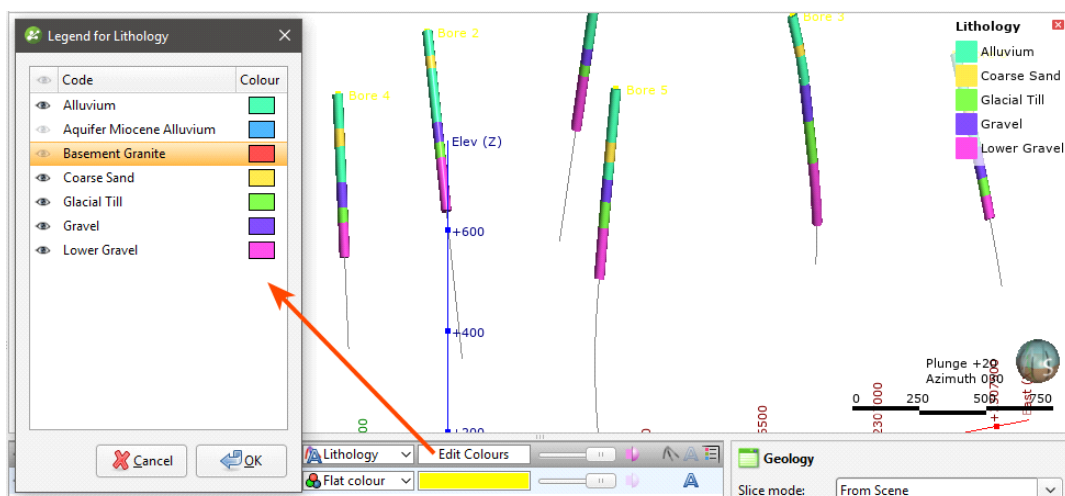 Legend for Lithology
Code Colour
Alluvium
Aquifer Miocene Alluvium
Basement Granite
Coarse Sand
Glacial Till
Gravel
Lower Gravel
Cancel
OK
Bore 2
Bore 3
Bore 4
Bore 5
Elev (Z)
+600
+400
+200
Lithology
Alluvium
Coarse Sand
Glacial Till
Gravel
Lower Gravel
Plunge +29
Azimuth 030
0 250 500 750
S
Lithology
Edit Colours
Flat colour
Geology
Slice mode: From Scene